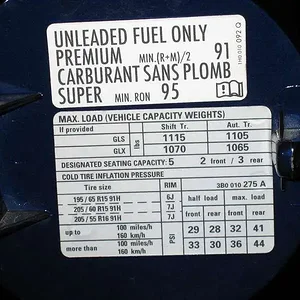 UNLEADED FUEL ONLY
PREMIUM MIN.(R+M)/2 91
CARBURANT SANS PLOMB
SUPER MIN. RON 95
1H0 010 092 Q
MAX. LOAD (VEHICLE CAPACITY WEIGHTS)
If provided Shift Tr. Aut. Tr.
GLS lbs 1115 1105
GLX 1070 1065
DESIGNATED SEATING CAPACITY: 5 2 front / 3 rear
COLD TIRE INFLATION PRESSURE 3B0 010 275 A
Tire size RIM half load max. load
195/65 R15 91H 6J front rear front rear
205/60 R15 91H 7J
205/55 R16 91H 7J
up to 100 miles/h 160 km/h PSI 29 28 32 41
more than 100 miles/h 160 km/h 33 30 36 44